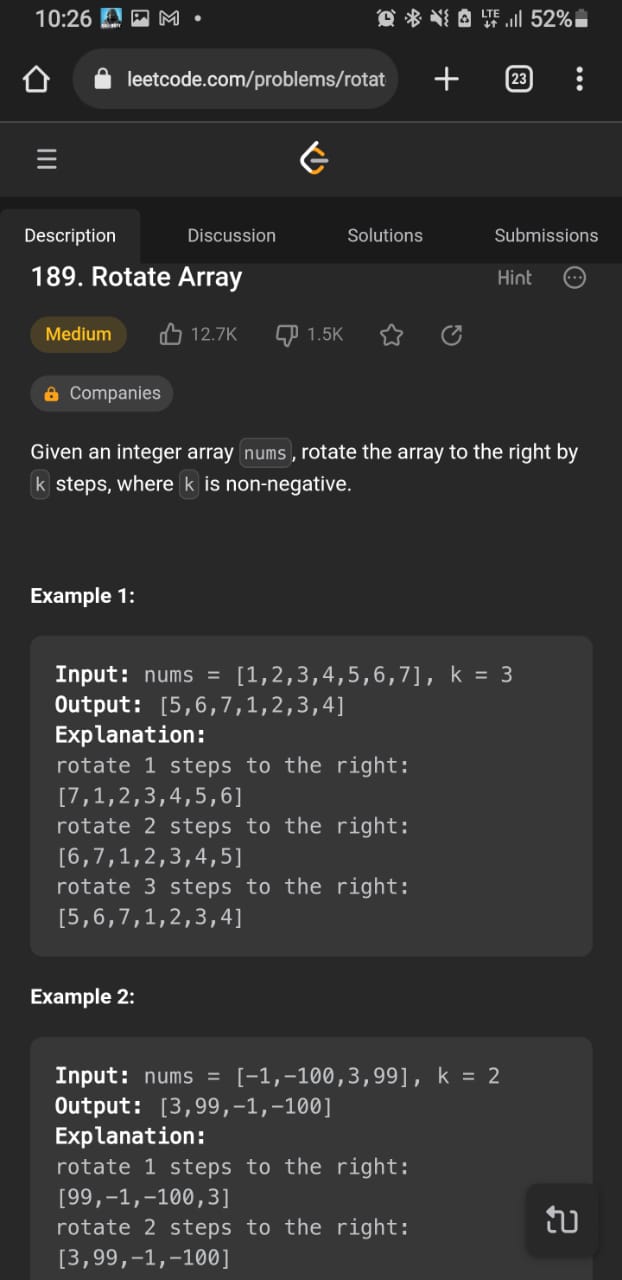 10:26 LTE 52%
leetcode.com/problems/rotat 23
Description Discussion Solutions Submissions
189. Rotate Array Hint
Medium 12.7K 1.5K
Companies
Given an integer array nums, rotate the array to the right by
k steps, where k is non-negative.
Example 1:
Input: nums = [1,2,3,4,5,6,7], k = 3
Output: [5,6,7,1,2,3,4]
Explanation:
rotate 1 steps to the right:
[7,1,2,3,4,5,6]
rotate 2 steps to the right:
[6,7,1,2,3,4,5]
rotate 3 steps to the right:
[5,6,7,1,2,3,4]
Example 2:
Input: nums = [-1,-100,3,99], k = 2
Output: [3,99,-1,-100]
Explanation:
rotate 1 steps to the right:
[99,-1,-100,3]
rotate 2 steps to the right:
[3,99,-1,-100]